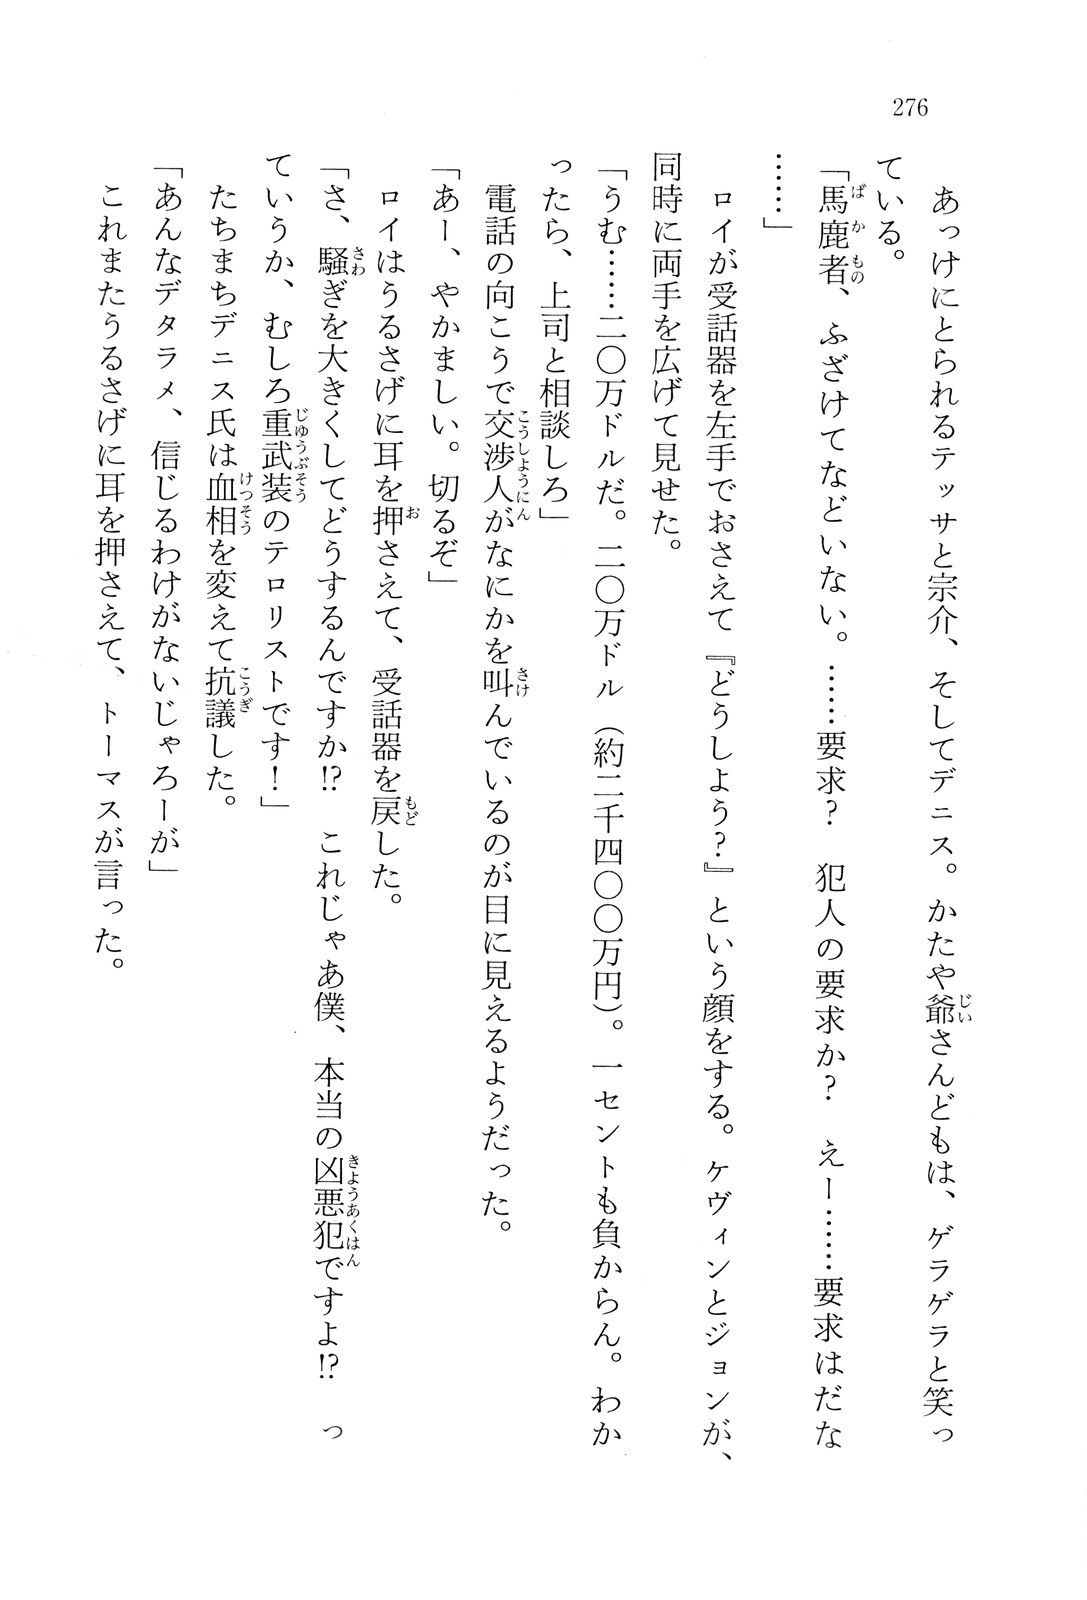 276
あっけにとられるテッサと宗介、そしてデニス。かたや爺さんどもは、ゲラゲラと笑っ
ている。
「馬鹿者、ふざけてなどいない。……要求？　犯人の要求か？　えー……要求はだな
……」
ロイが受話器を左手でおさえて『どうしよう？』という顔をする。ケヴィンとジョンが、
同時に両手を広げて見せた。
「うむ……二〇万ドルだ。二〇万ドル（約二千四〇〇万円）。一セントも負からん。わか
ったら、上司と相談しろ」
電話の向こうで交渉人がなにかを叫んでいるのが目に見えるようだった。
「あー、やかましい。切るぞ」
ロイはうるさげに耳を押さえて、受話器を戻した。
「さ、騒ぎを大きくしてどうするんですか!?　これじゃあ僕、本当の凶悪犯ですよ!?　っ
ていうか、むしろ重武装のテロリストです！」
たちまちデニス氏は血相を変えて抗議した。
「あんなデタラメ、信じるわけがないじゃろーが」
これまたうるさげに耳を押さえて、トーマスが言った。